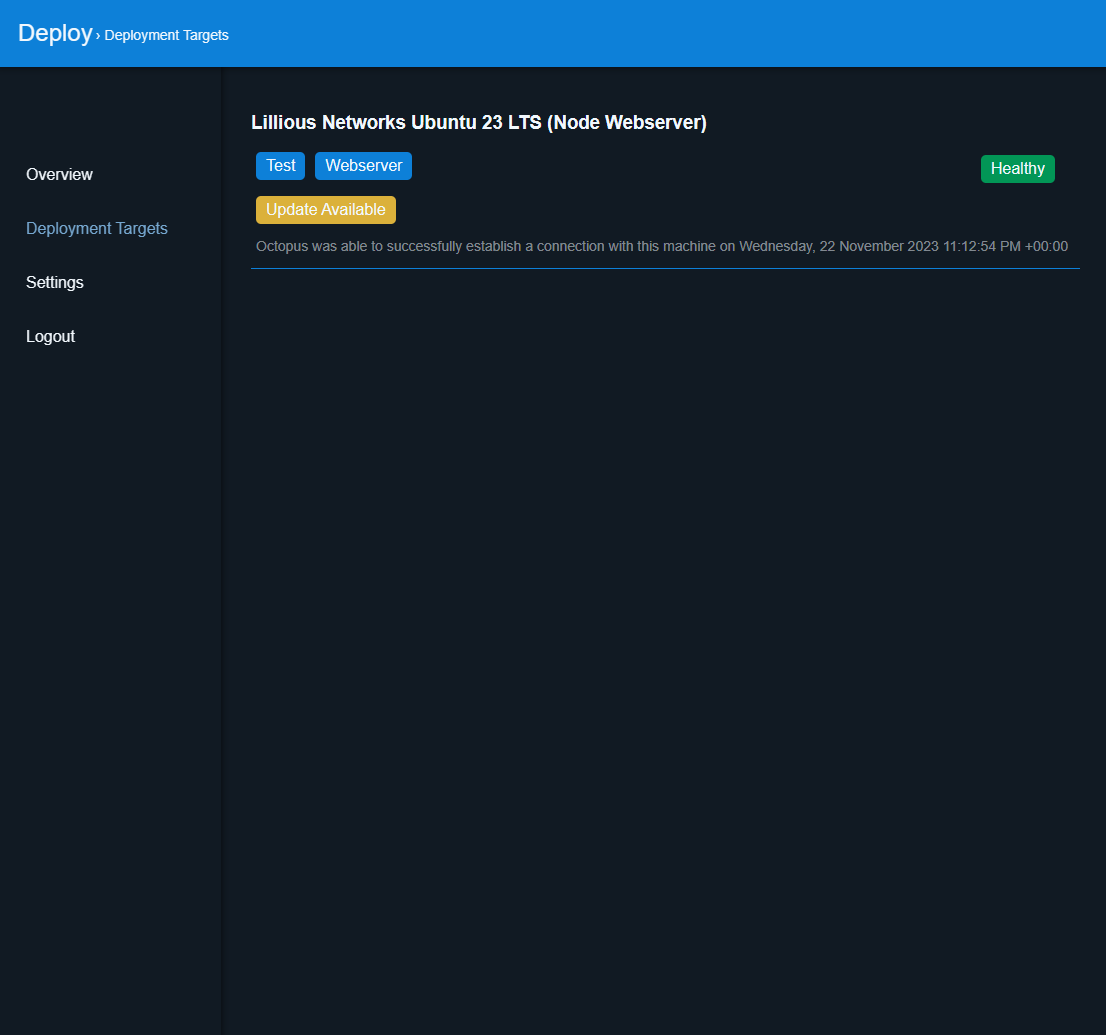 Deploy › Deployment Targets
Overview
Deployment Targets
Settings
Logout
Lillious Networks Ubuntu 23 LTS (Node Webserver)
Test Webserver
Healthy
Update Available
Octopus was able to successfully establish a connection with this machine on Wednesday, 22 November 2023 11:12:54 PM +00:00